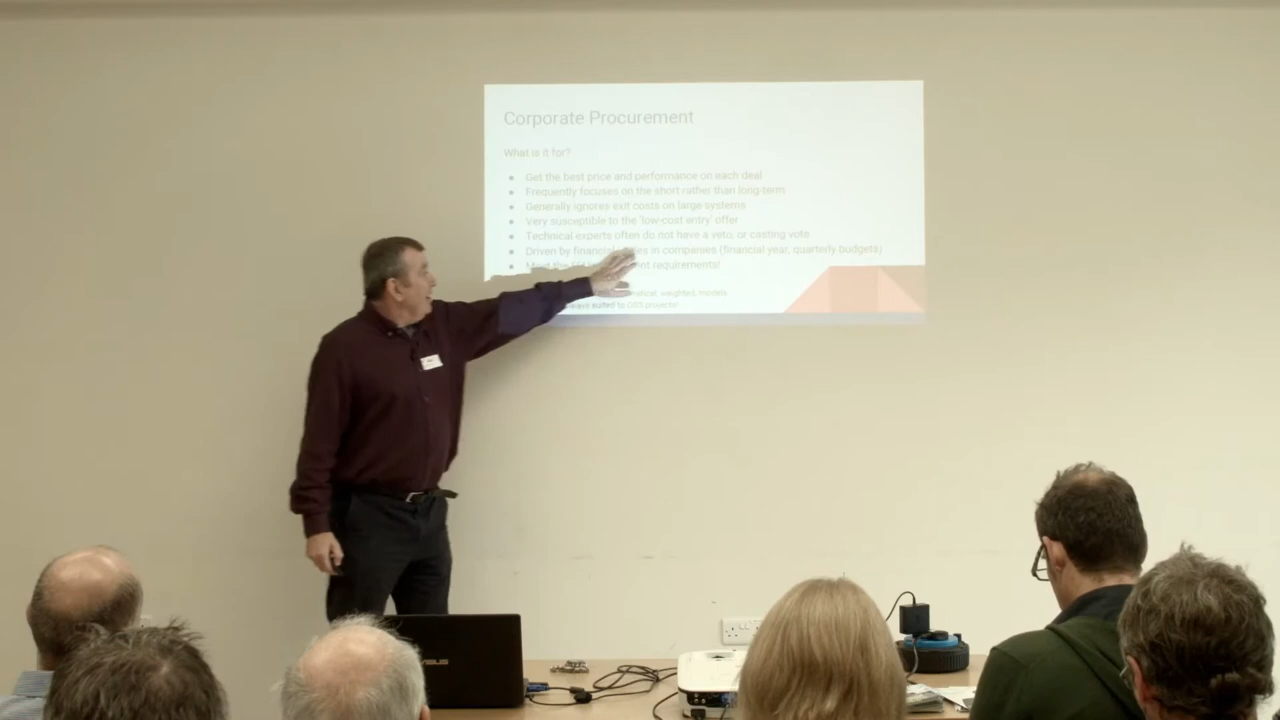 Corporate Procurement
What is it for?
● Get the best price and performance on each deal
● Frequently focuses on the short rather than long-term
● Generally ignores exit costs on large systems
● Very susceptible to the 'low-cost entry' offer
● Technical experts often do not have a veto, or casting vote
● Driven by financial in companies (financial year, quarterly budgets)
● Meet the requirements!
weighted, models
suited to OSS projects!
ASUS